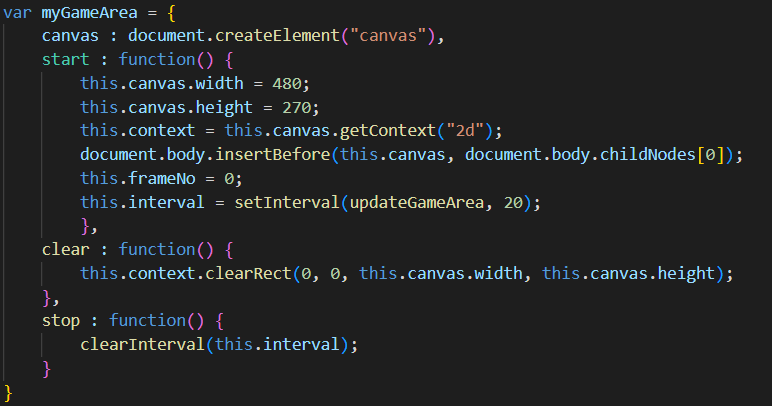 var myGameArea = {
    canvas : document.createElement("canvas"),
    start : function() {
        this.canvas.width = 480;
        this.canvas.height = 270;
        this.context = this.canvas.getContext("2d");
        document.body.insertBefore(this.canvas, document.body.childNodes[0]);
        this.frameNo = 0;
        this.interval = setInterval(updateGameArea, 20);
        },
    clear : function() {
        this.context.clearRect(0, 0, this.canvas.width, this.canvas.height);
    },
    stop : function() {
        clearInterval(this.interval);
    }
}